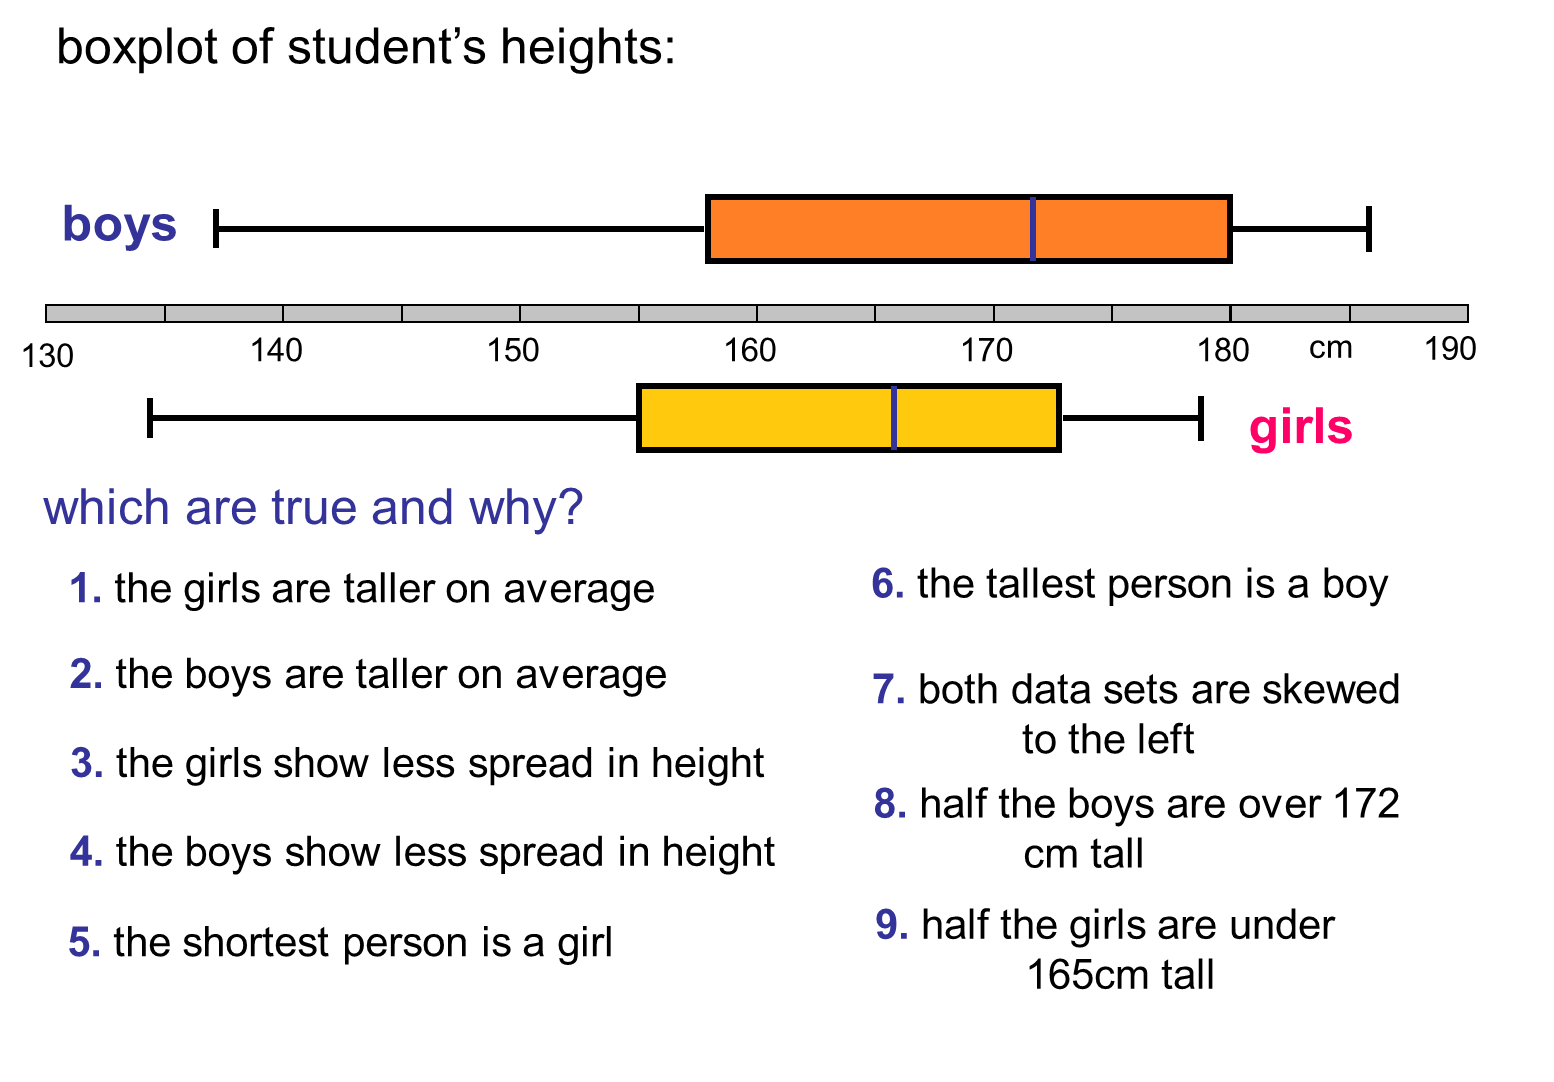 boxplot of student’s heights:
boys
130 140 150 160 170 180 cm 190
girls
which are true and why?
1. the girls are taller on average
2. the boys are taller on average
3. the girls show less spread in height
4. the boys show less spread in height
5. the shortest person is a girl
6. the tallest person is a boy
7. both data sets are skewed
to the left
8. half the boys are over 172
cm tall
9. half the girls are under
165cm tall